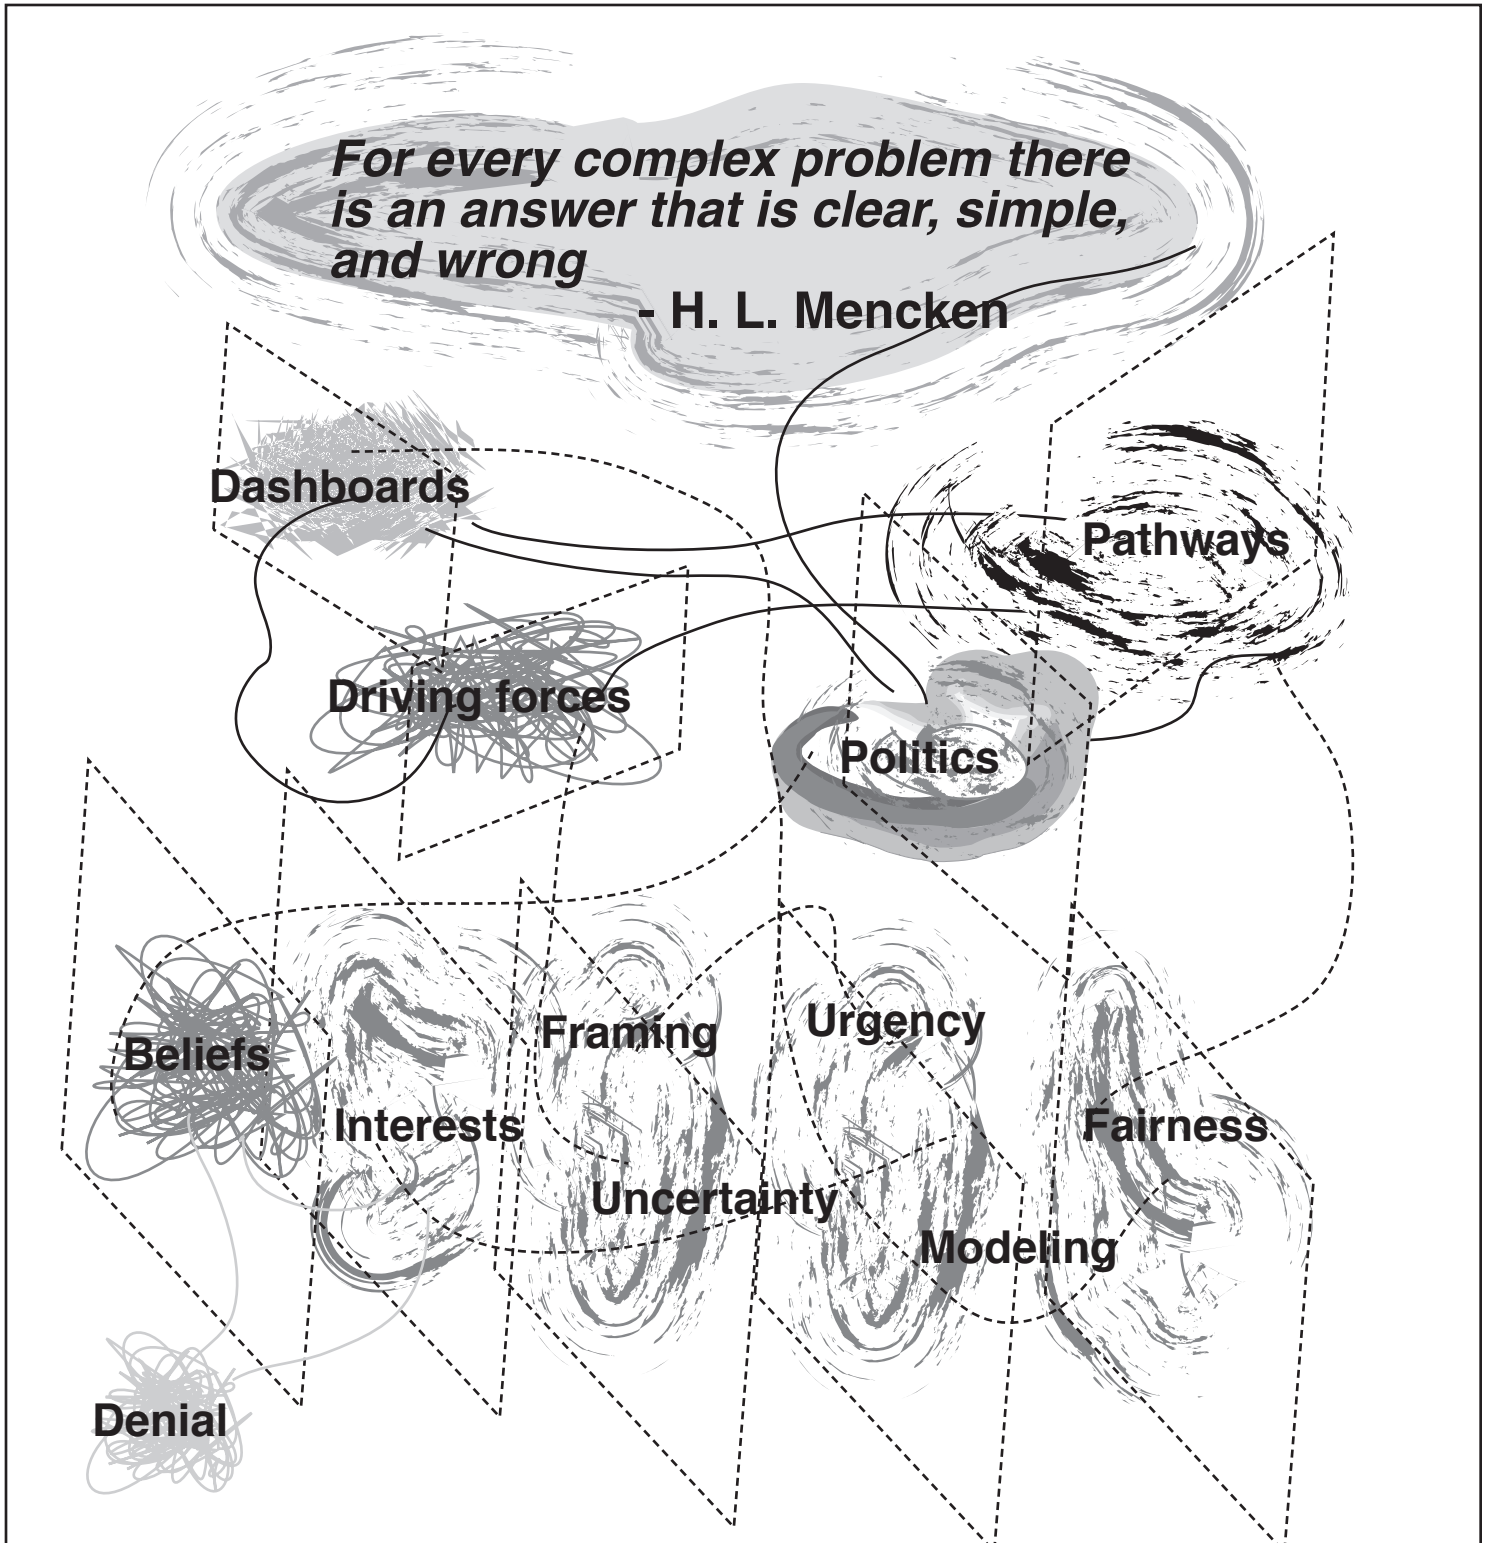 For every complex problem there
is an answer that is clear, simple,
and wrong
- H. L. Mencken
Dashboards
Pathways
Driving forces
Politics
Framing
Urgency
Beliefs
Interests
Fairness
Uncertainty
Modeling
Denial